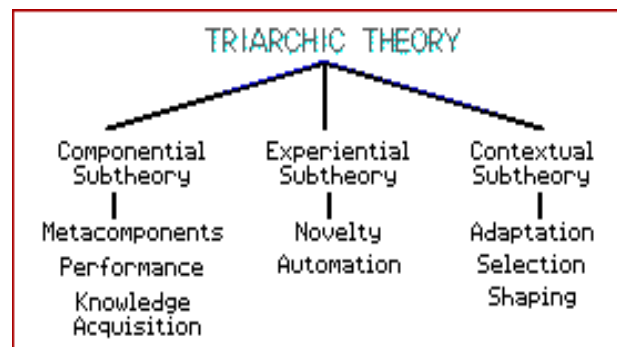 TRIARCHIC THEORY
Componential
Subtheory
Metacomponents
Performance
Knowledge
Acquisition
Experiential
Subtheory
Novelty
Automation
Contextual
Subtheory
Adaptation
Selection
Shaping